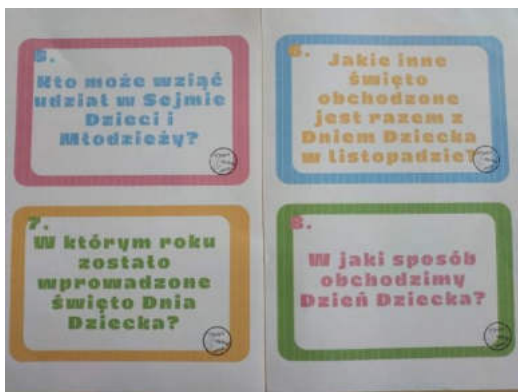 5.
Kto może wziąć
udział w Sejmie
Dzieci i
Młodzieży?
6.
Jakie inne
święto
obchodzone
jest razem z
Dniem Dziecka
w listopadzie?
7.
W którym roku
zostało
wprowadzone
święto Dnia
Dziecka?
8.
W jaki sposób
obchodzimy
Dzień Dziecka?